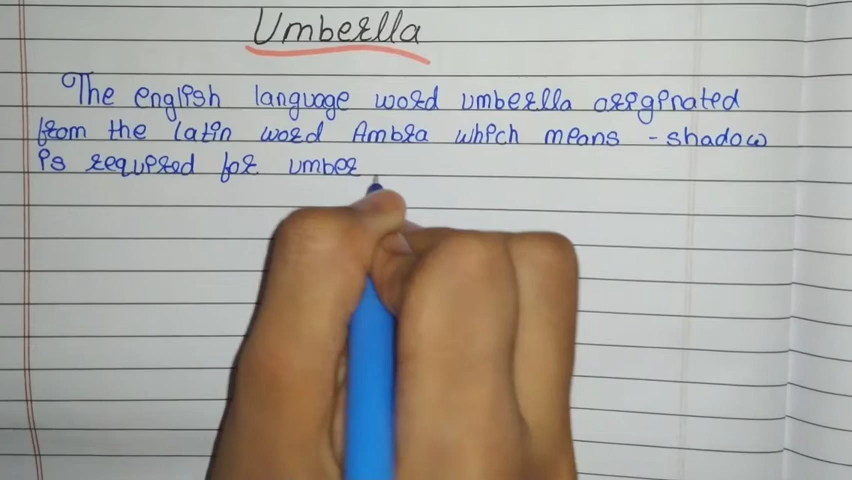 Umberlla
The english language word umberlla originated
from the latin word Ambra which means - shadow
is required for umber